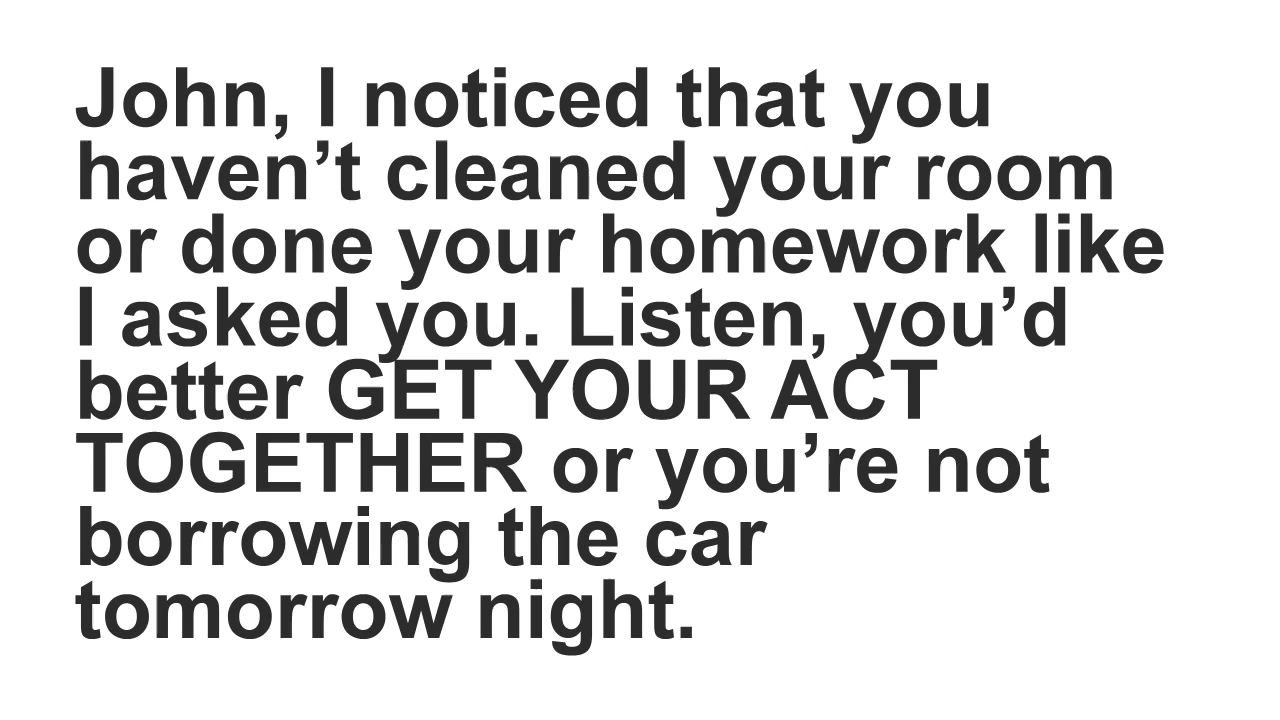 John, I noticed that you
haven’t cleaned your room
or done your homework like
I asked you. Listen, you’d
better GET YOUR ACT
TOGETHER or you’re not
borrowing the car
tomorrow night.